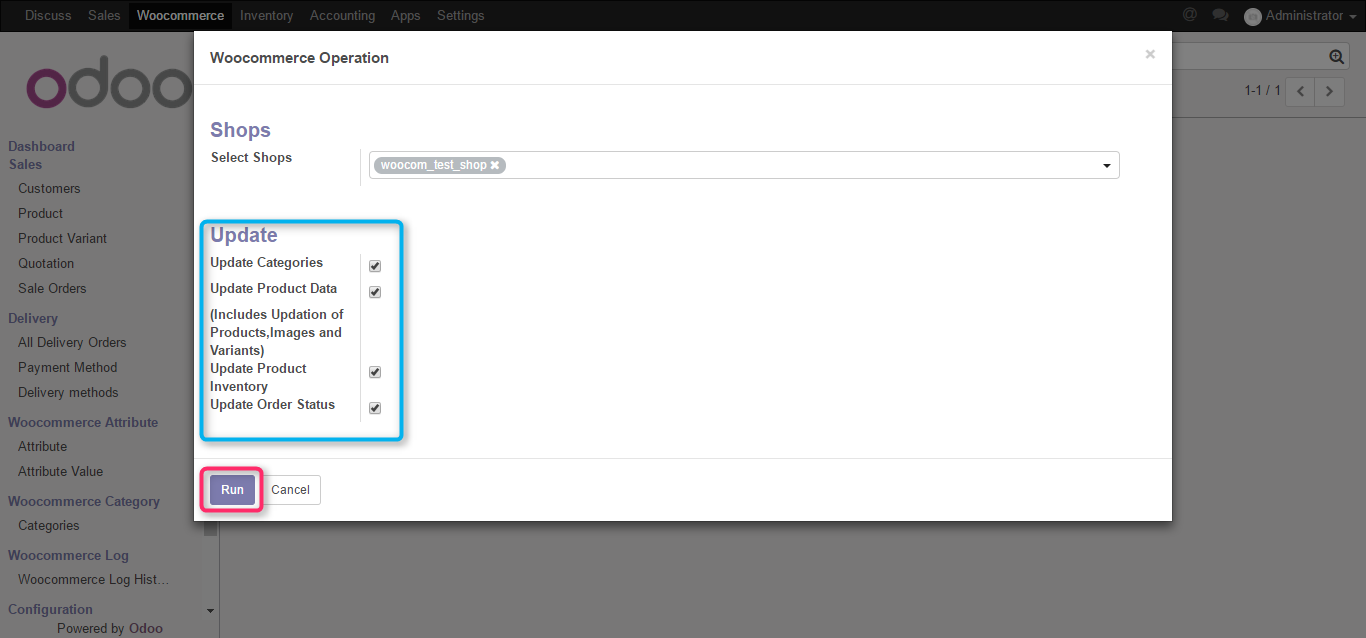 Discuss Sales Woocommerce Inventory Accounting Apps Settings @ Administrator
Woocommerce Operation ×
odoo
1-1 / 1
Shops
Select Shops woocom_test_shop
Dashboard
Sales
Customers
Product
Product Variant
Quotation
Sale Orders
Delivery
All Delivery Orders
Payment Method
Delivery methods
Woocommerce Attribute
Attribute
Attribute Value
Woocommerce Category
Categories
Woocommerce Log
Woocommerce Log Hist...
Configuration
Powered by Odoo
Update
Update Categories
Update Product Data
(Includes Updation of
Products,Images and
Variants)
Update Product
Inventory
Update Order Status
Run Cancel